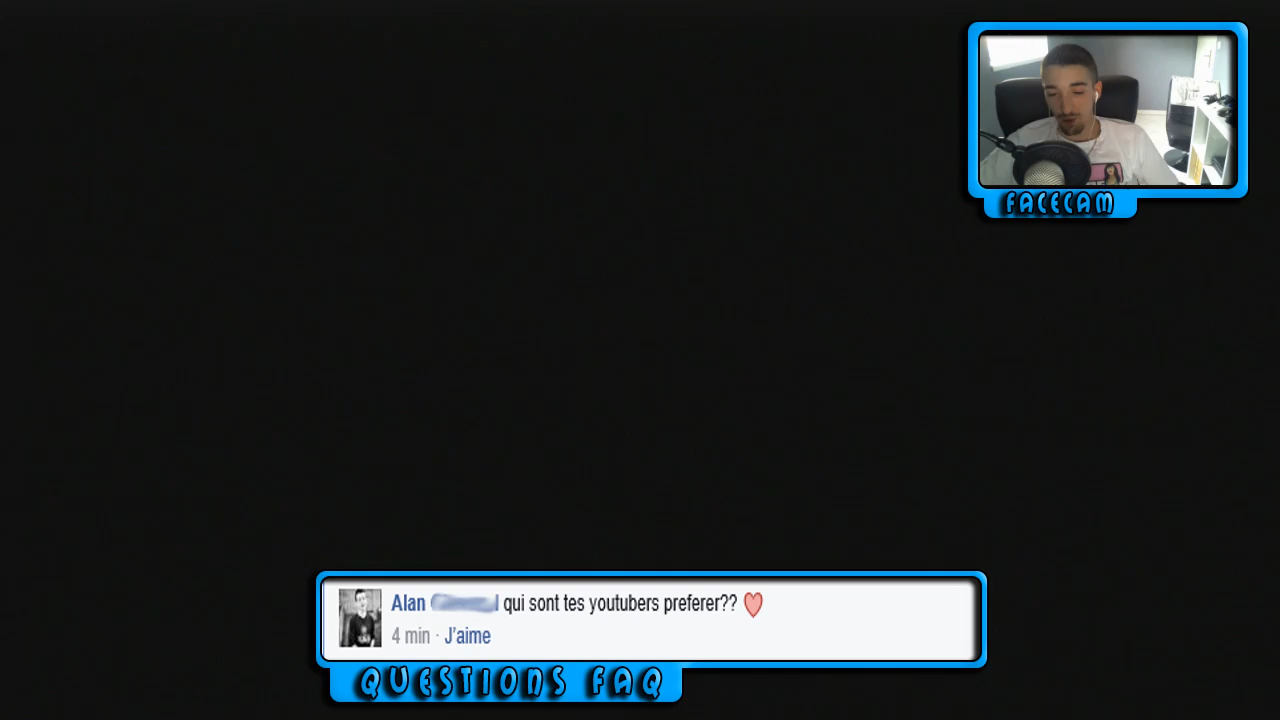 FACECAM
Alan qui sont tes youtubers preferer??
4 min · J'aime
QUESTIONS FAQ